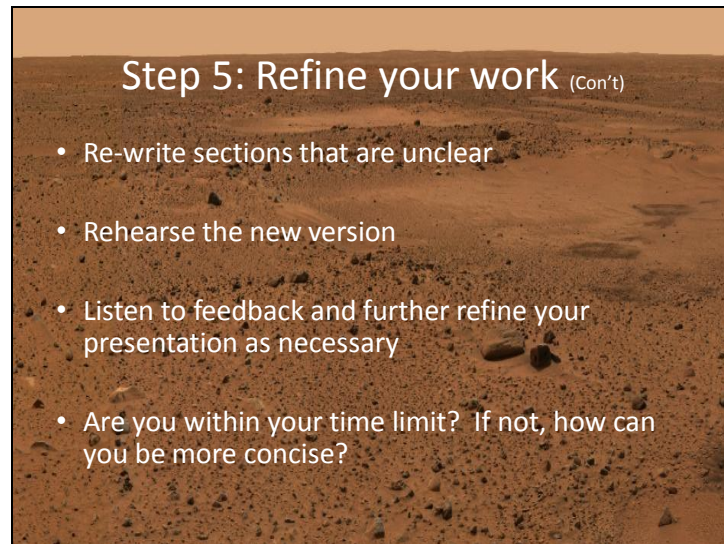 Step 5: Refine your work (Con't)
• Re-write sections that are unclear
• Rehearse the new version
• Listen to feedback and further refine your
presentation as necessary
• Are you within your time limit?  If not, how can
you be more concise?